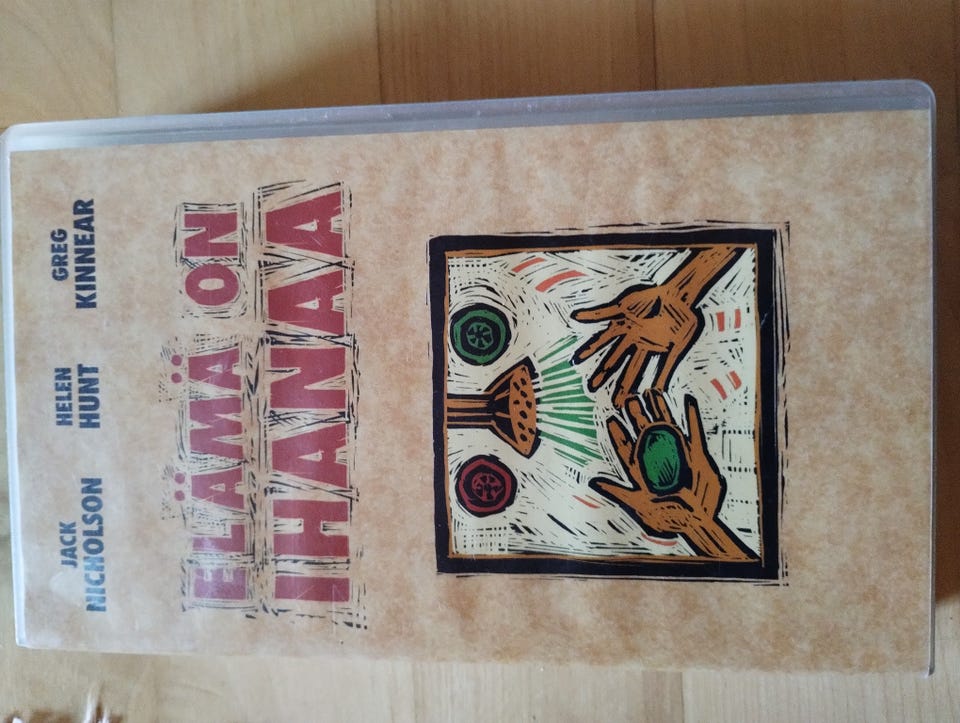 JACK
NICHOLSON
HELEN
HUNT
GREG
KINNEAR
ELÄMÄ ON
IHANAA